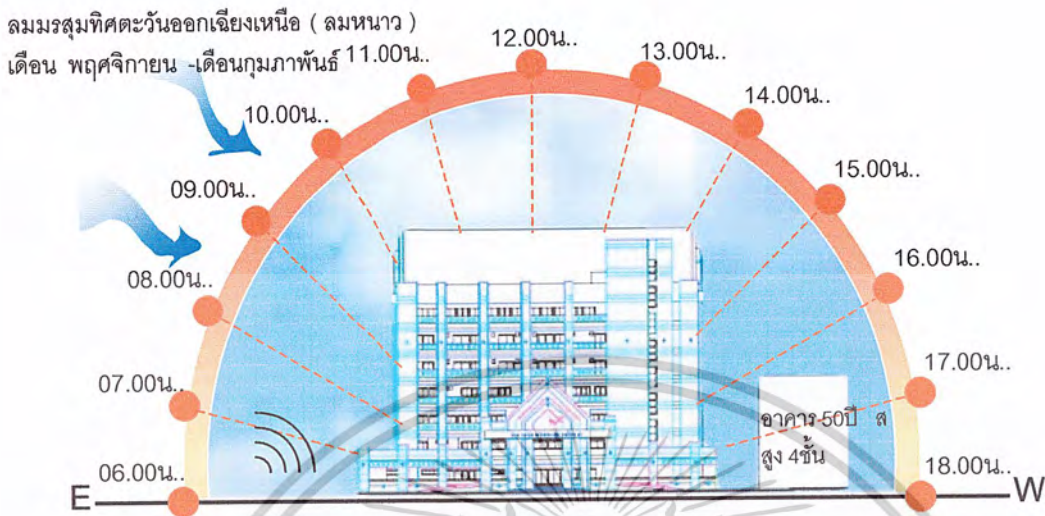 ลมมรสุมทิศตะวันออกเฉียงเหนือ ( ลมหนาว )
เดือน พฤศจิกายน -เดือนกุมภาพันธ์
11.00น..
12.00น..
13.00น..
10.00น..
14.00น..
09.00น..
15.00น..
08.00น..
16.00น..
07.00น..
17.00น..
อาคาร 50ปี ส
สูง 4ชั้น
06.00น..
18.00น..
E
W